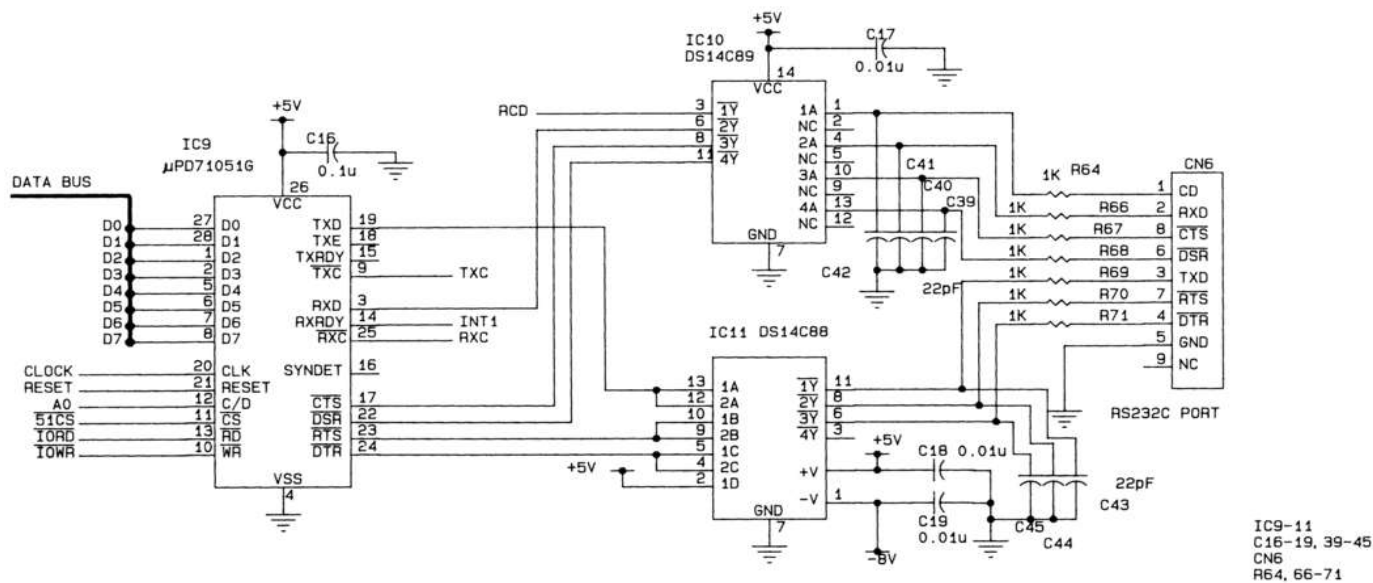 +5V
IC10
DS14C89
C17
0.01u
14
VCC
RCD
3 1Y 1A 1
6 2Y NC 2
8 3Y 2A 4
11 4Y NC 5
3A 10
NC 9
4A 13
NC 12
GND
7
C41
C40
C39
C42
22pF
+5V
IC9
µPD71051G
C16
0.1u
DATA BUS
26
VCC
D0 27 D0 TXD 19
D1 28 D1 TXE 18
D2 1 D2 TXRDY 15
D3 2 D3 TXC 9 TXC
D4 5 D4
D5 6 D5 RXD 3
D6 7 D6 RXRDY 14 INT1
D7 8 D7 RXC 25 RXC
CLOCK 20 CLK SYNDET 16
RESET 21 RESET
A0 12 C/D CTS 17
51CS 11 CS DSR 22
IORD 13 RD RTS 23
IOWR 10 WR DTR 24
VSS
4
CN6
1K R64 1 CD
1K R66 2 RXD
1K R67 8 CTS
1K R68 6 DSR
1K R69 3 TXD
1K R70 7 RTS
1K R71 4 DTR
5 GND
9 NC
RS232C PORT
IC11 DS14C88
13 1A 1Y 11
12 2A 2Y 8
10 1B 3Y 6
9 2B 4Y 3
5 1C
4 2C +V
+5V 2 1D -V 1
GND
7
+5V
C18 0.01u
C19
0.01u
-8V
22pF
C43
C45
C44
IC9-11
C16-19, 39-45
CN6
R64, 66-71